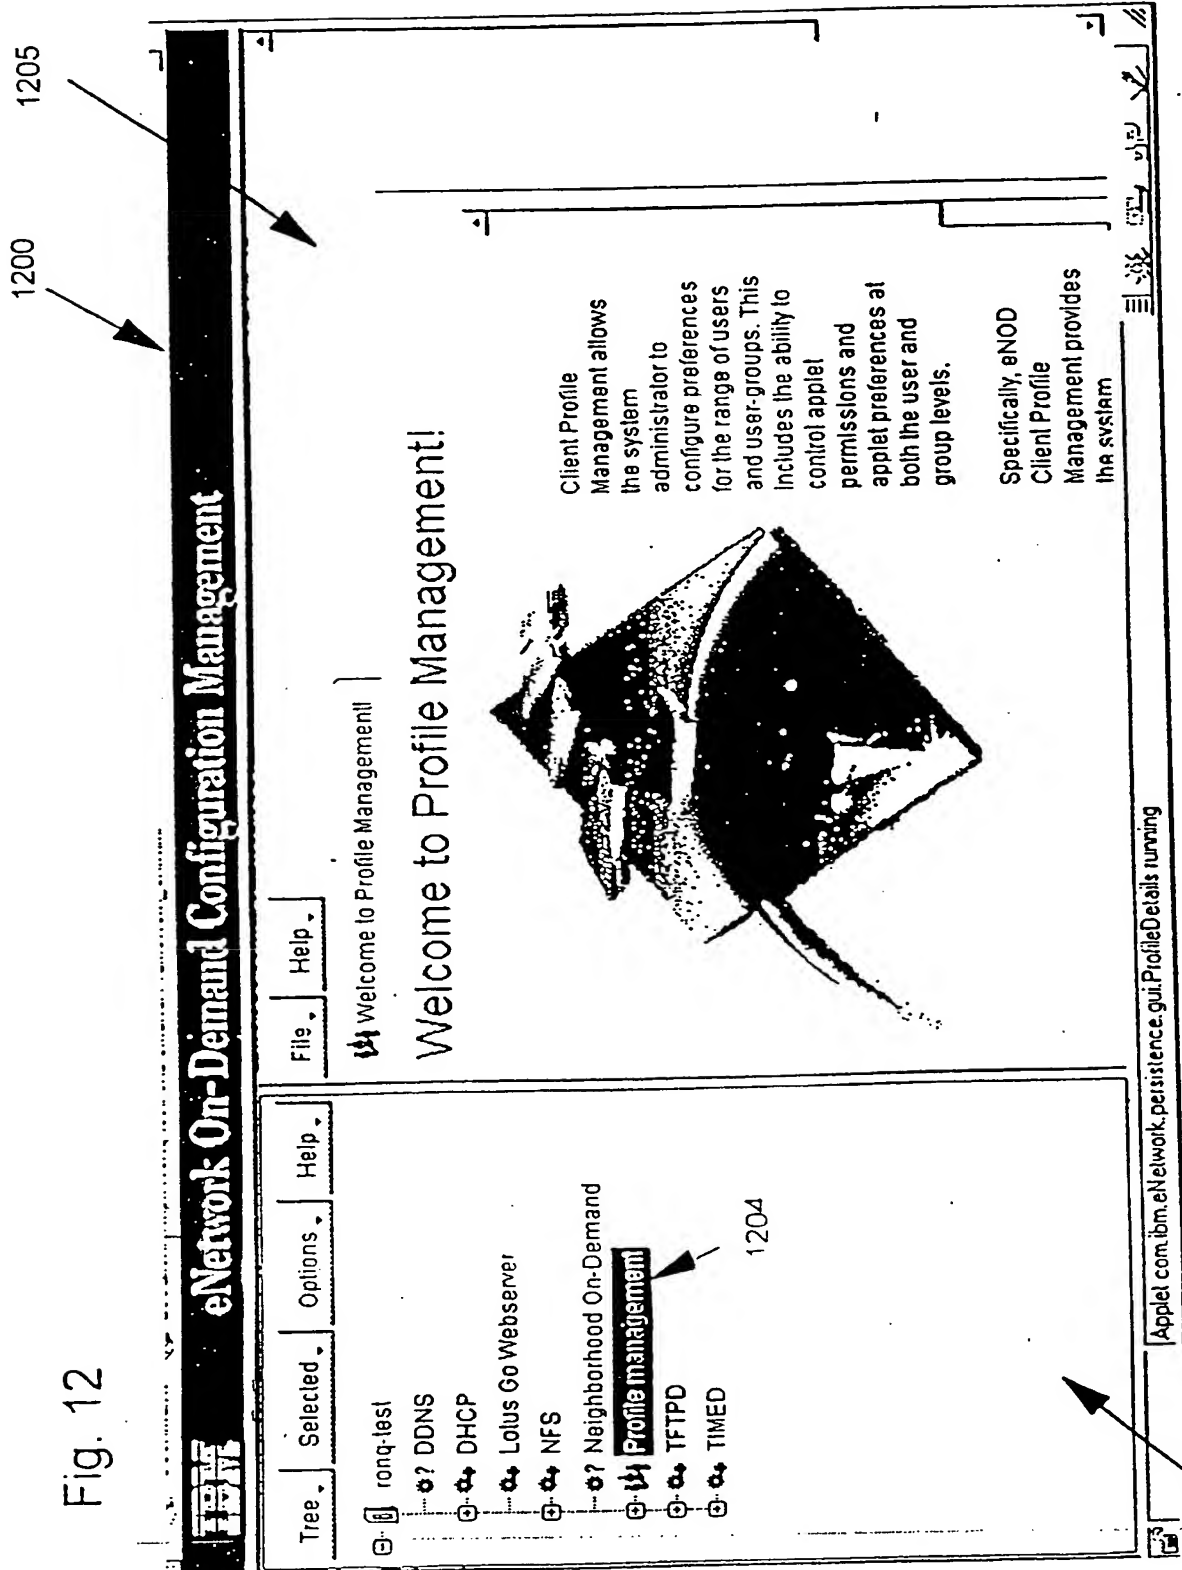 Fig. 12
1200
1205
IBM
eNetwork On-Demand Configuration Management
Tree
Selected
Options
Help
ronq-test
? DDNS
DHCP
Lotus Go Webserver
NFS
? Neighborhood On-Demand
Profile management
TFTPD
TIMED
1204
File
Help
Welcome to Profile Management!
Welcome to Profile Management!
Client Profile
Management allows
the system
administrator to
configure preferences
for the range of users
and user-groups. This
includes the ability to
control applet
permissions and
applet preferences at
both the user and
group levels.
Specifically, eNOD
Client Profile
Management provides
the system
Applet com.ibm.eNetwork.persistence.gui.ProfileDetails running